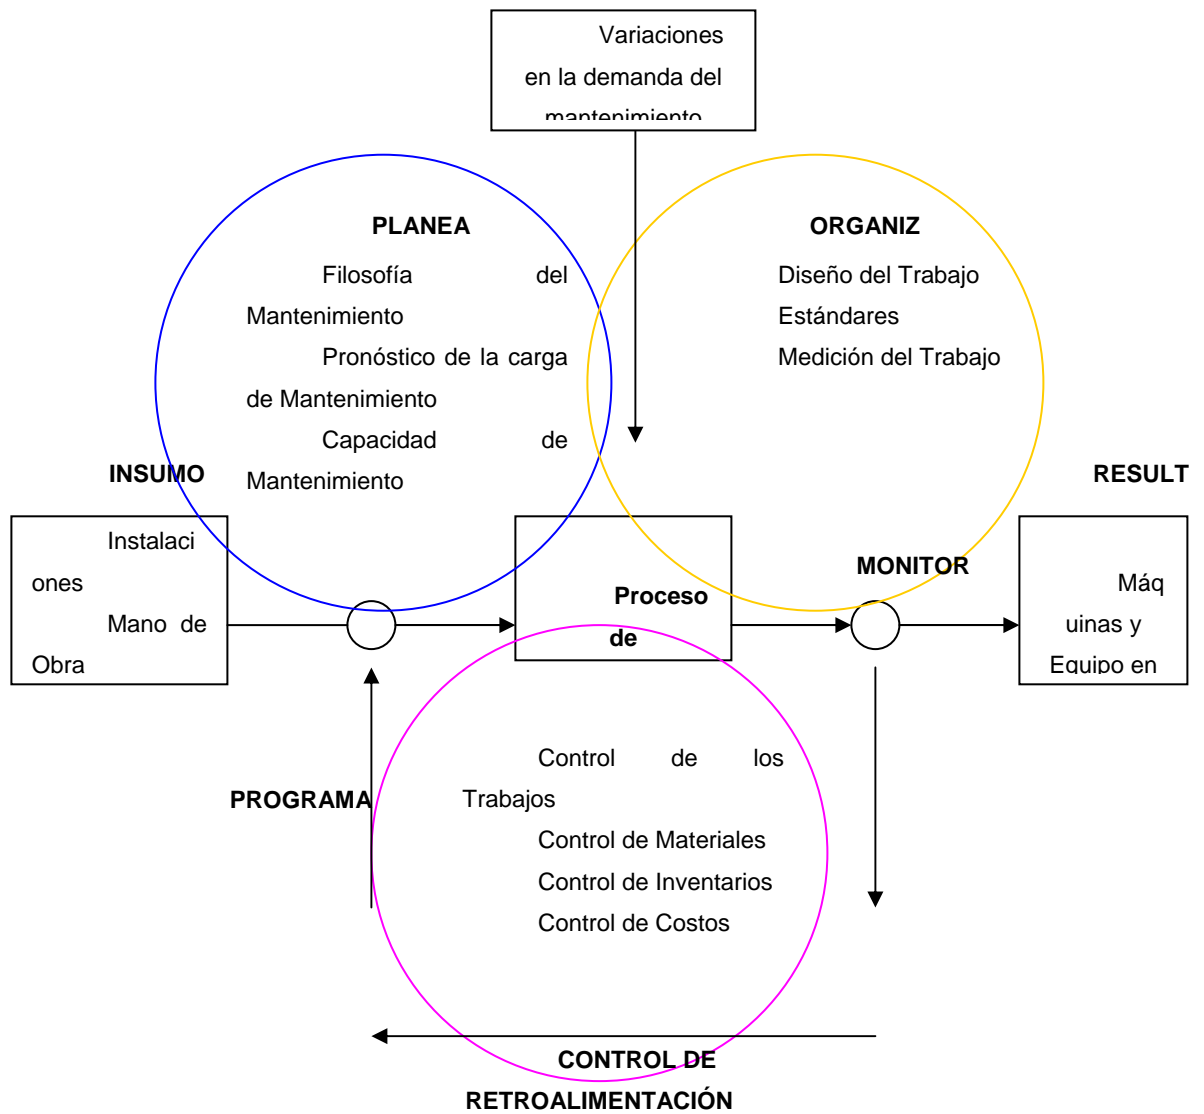 Variaciones
en la demanda del
mantenimiento
PLANEA
Filosofía del
Mantenimiento
Pronóstico de la carga
de Mantenimiento
Capacidad de
Mantenimiento
ORGANIZ
Diseño del Trabajo
Estándares
Medición del Trabajo
INSUMO
Instalaci
ones
Mano de
Obra
Proceso
de
MONITOR
RESULT
Máq
uinas y
Equipo en
PROGRAMA
Control de los
Trabajos
Control de Materiales
Control de Inventarios
Control de Costos
CONTROL DE
RETROALIMENTACIÓN